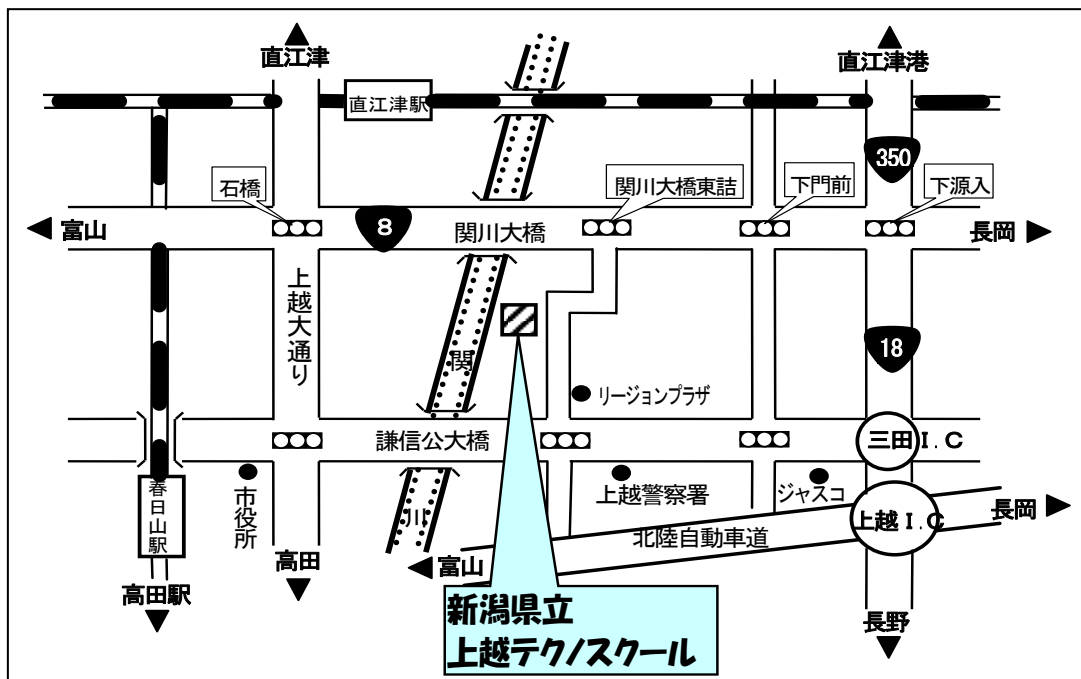 直江津
直江津港
直江津駅
350
石橋
関川大橋東詰
下門前
下源入
富山
8
関川大橋
長岡
上越大通り
関
18
リージョンプラザ
謙信公大橋
三田I.C
春日山駅
市役所
川
上越警察署
ジャスコ
上越I.C
長岡
北陸自動車道
高田
富山
高田駅
新潟県立
上越テクノスクール
長野